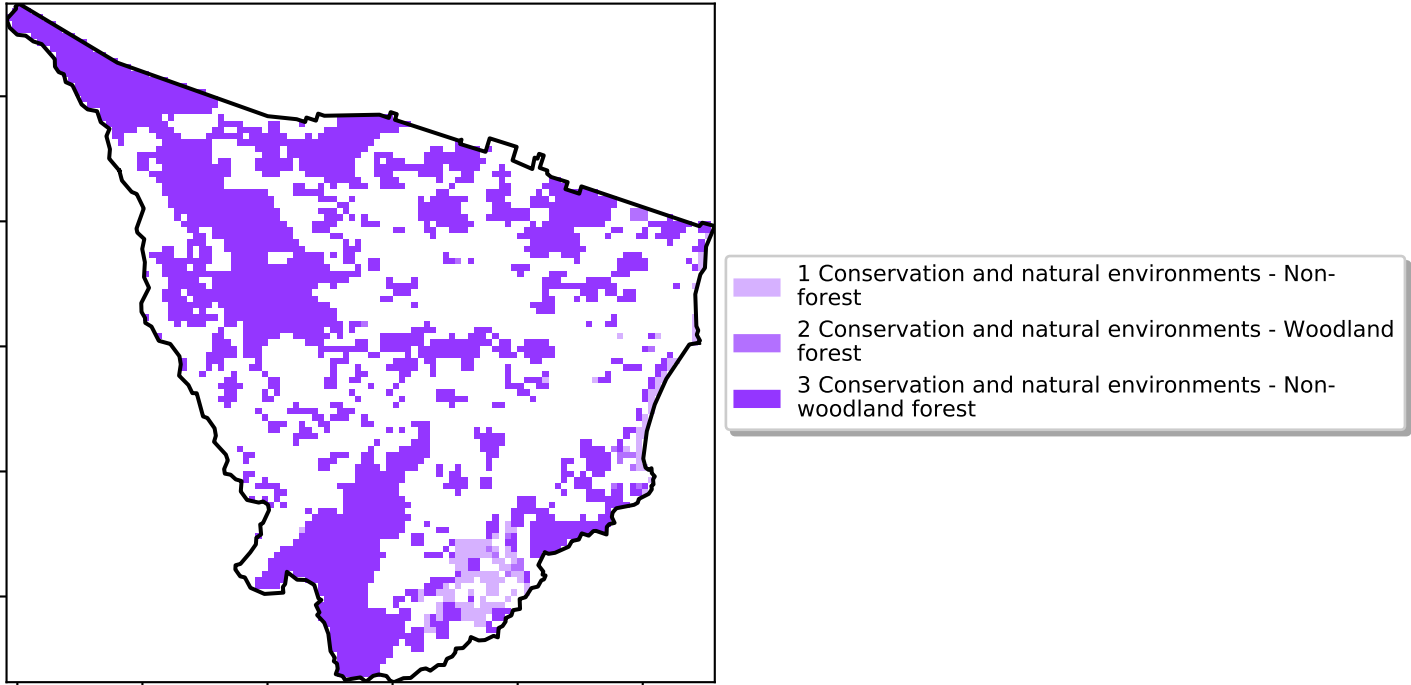 1 Conservation and natural environments - Non-
forest
2 Conservation and natural environments - Woodland
forest
3 Conservation and natural environments - Non-
woodland forest